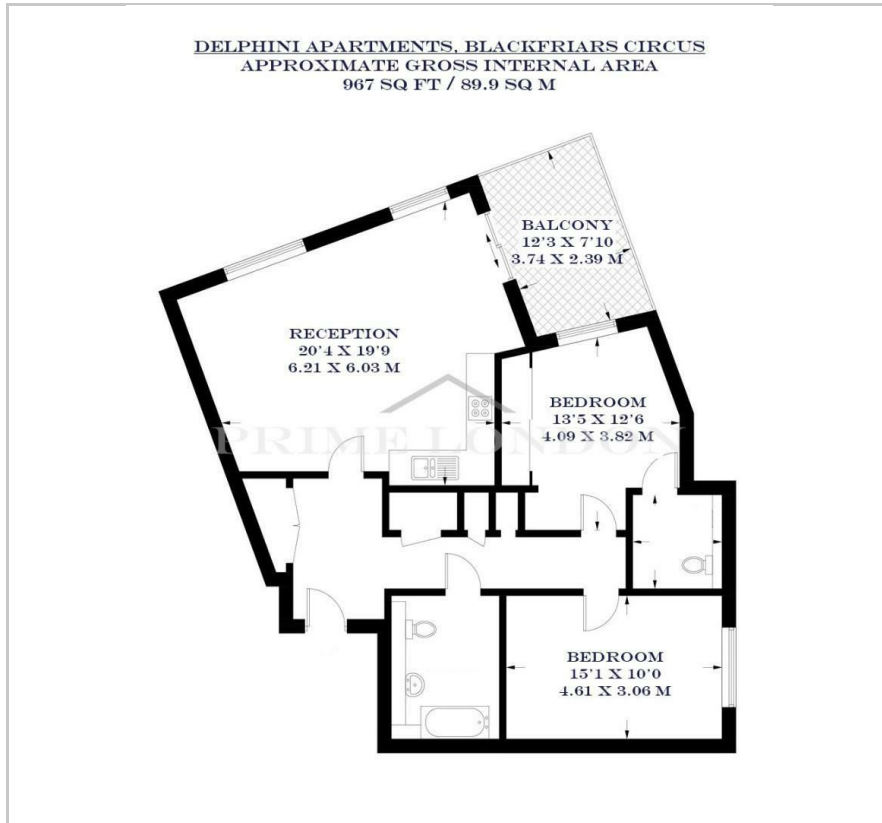 DELPHINI APARTMENTS, BLACKFRIARS CIRCUS
APPROXIMATE GROSS INTERNAL AREA
967 SQ FT / 89.9 SQ M
BALCONY
12'3 X 7'10
3.74 X 2.39 M
RECEPTION
20'4 X 19'9
6.21 X 6.03 M
BEDROOM
13'5 X 12'6
4.09 X 3.82 M
PRIME LONDON
BEDROOM
15'1 X 10'0
4.61 X 3.06 M